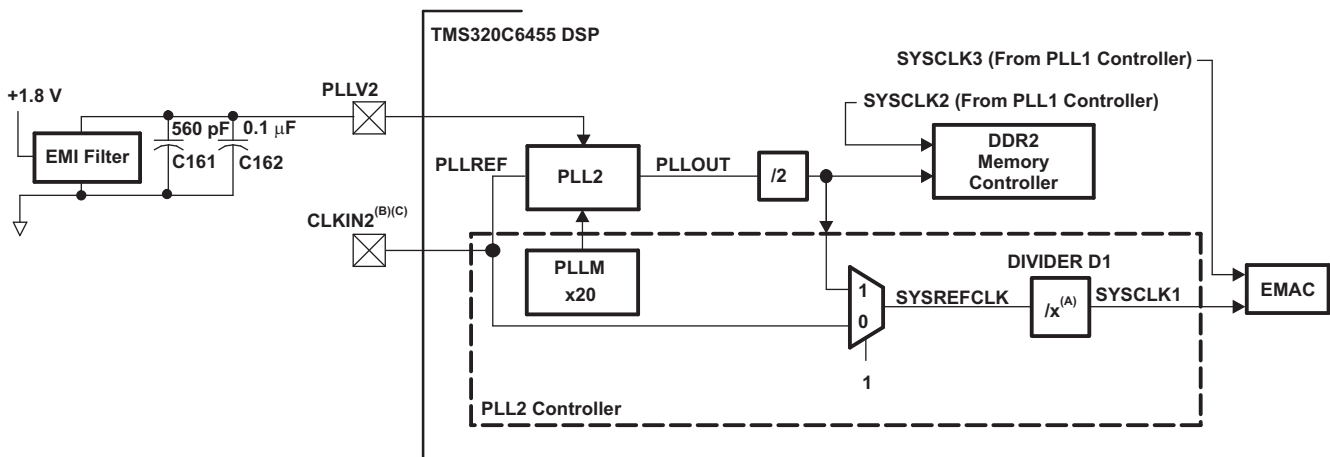 TMS320C6455 DSP
SYSCLK3 (From PLL1 Controller)
+1.8 V
PLLV2
SYSCLK2 (From PLL1 Controller)
560 pF
0.1 μF
EMI Filter
C161
C162
DDR2
Memory
Controller
PLLREF
PLL2
PLLOUT
/2
CLKIN2(B)(C)
PLLM
x20
DIVIDER D1
1
SYSREFCLK
/x(A)
SYSCLK1
EMAC
0
1
PLL2 Controller